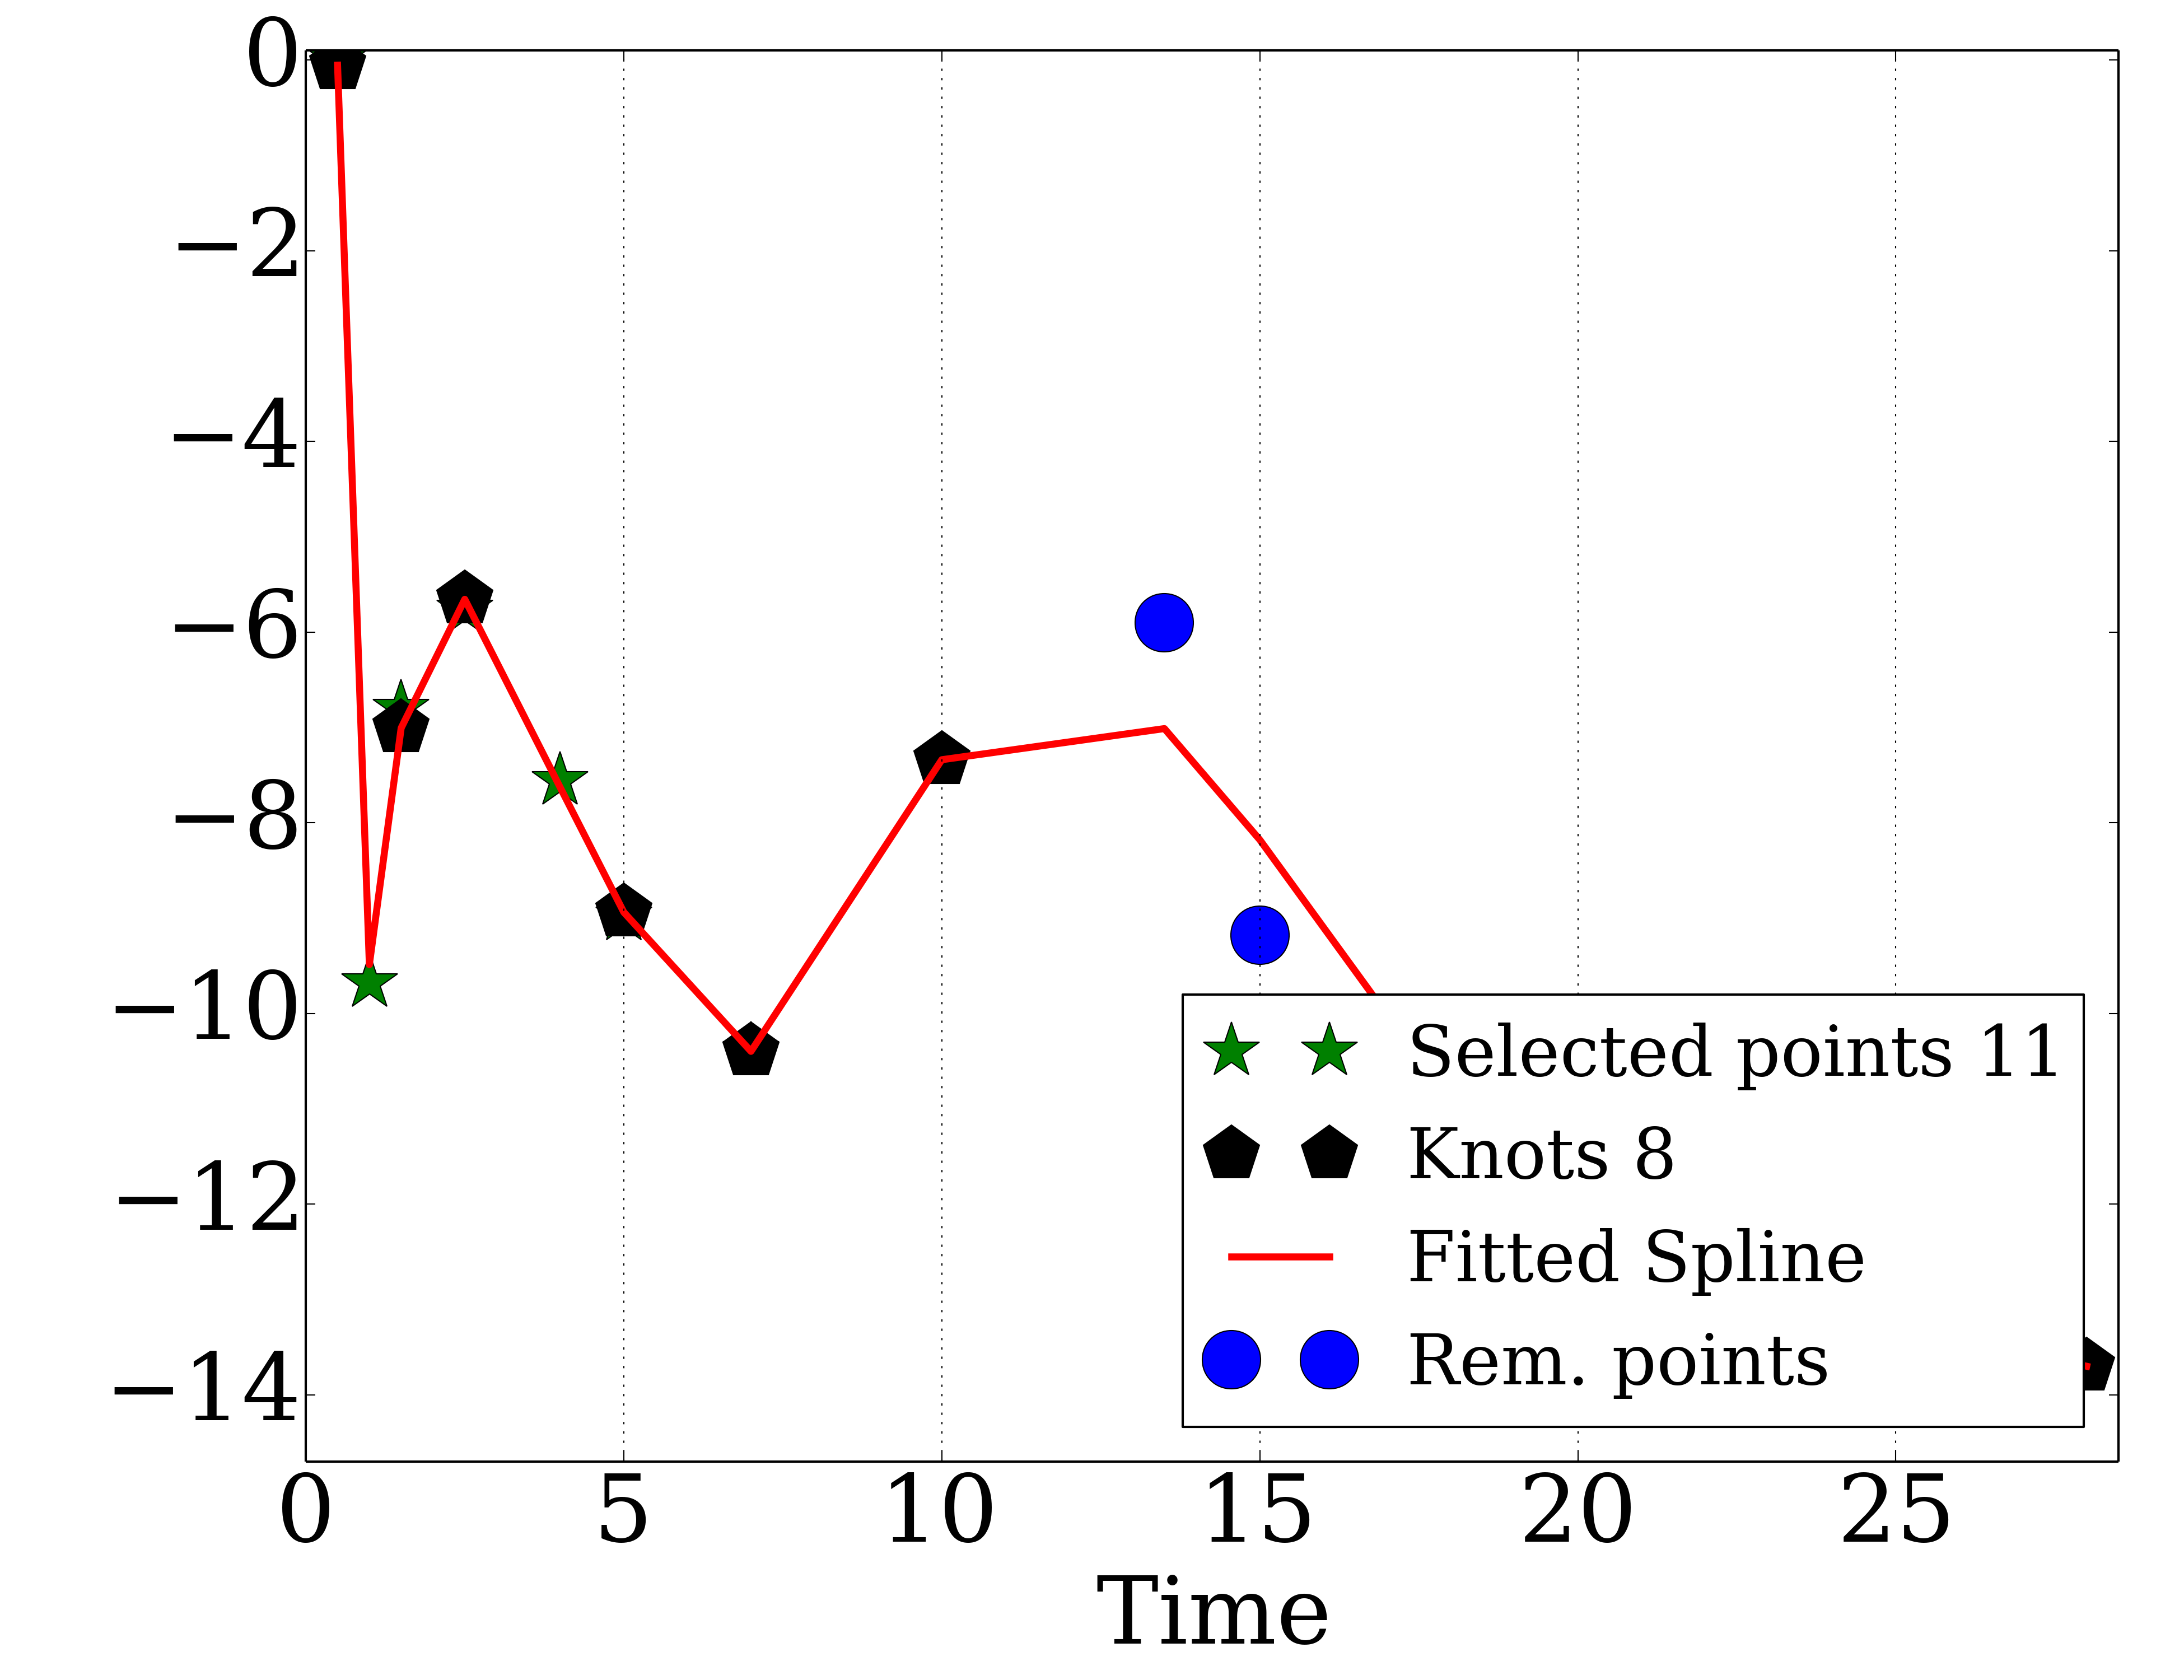 0
−2
−4
−6
−8
−10
−12
−14
Selected points 11
Knots 8
Fitted Spline
Rem. points
0 5 10 15 20 25
Time